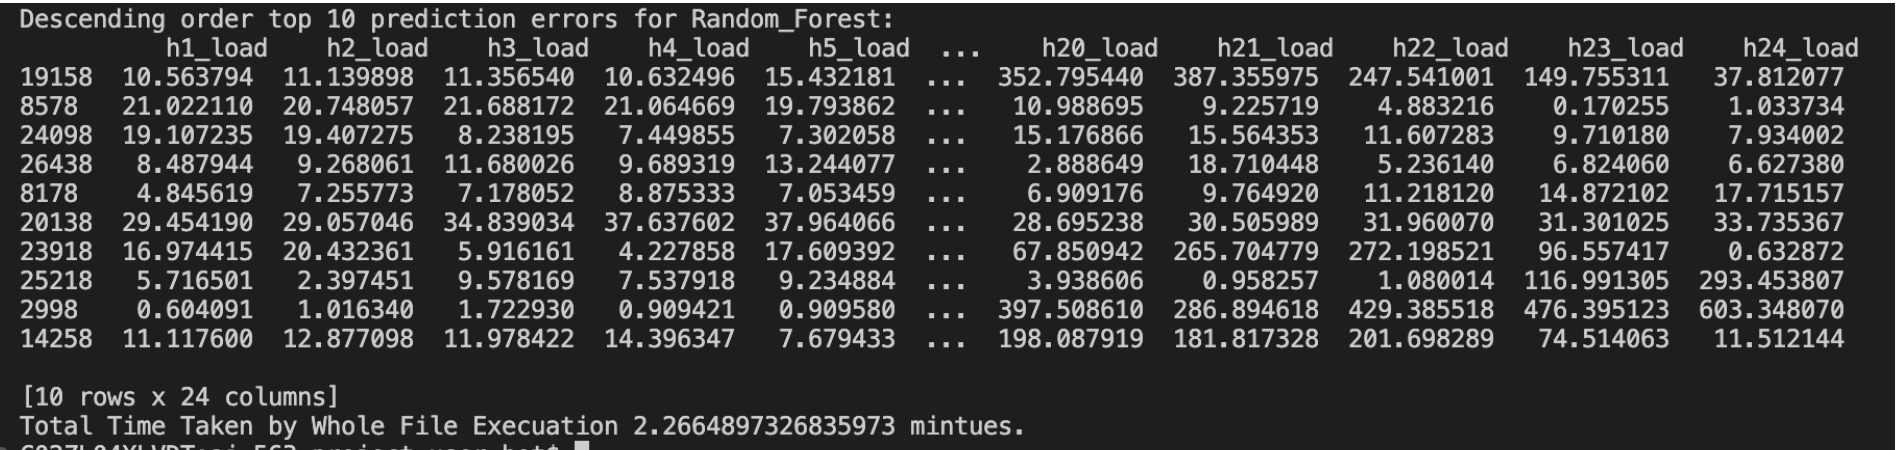 Descending order top 10 prediction errors for Random_Forest:
h1_load h2_load h3_load h4_load h5_load ... h20_load h21_load h22_load h23_load h24_load
19158 10.563794 11.139898 11.356540 10.632496 15.432181 ... 352.795440 387.355975 247.541001 149.755311 37.812077
8578 21.022110 20.748057 21.688172 21.064669 19.793862 ... 10.988695 9.225719 4.883216 0.170255 1.033734
24098 19.107235 19.407275 8.238195 7.449855 7.302058 ... 15.176866 15.564353 11.607283 9.710180 7.934002
26438 8.487944 9.268061 11.680026 9.689319 13.244077 ... 2.888649 18.710448 5.236140 6.824060 6.627380
8178 4.845619 7.255773 7.178052 8.875333 7.053459 ... 6.909176 9.764920 11.218120 14.872102 17.715157
20138 29.454190 29.057046 34.839034 37.637602 37.964066 ... 28.695238 30.505989 31.960070 31.301025 33.735367
23918 16.974415 20.432361 5.916161 4.227858 17.609392 ... 67.850942 265.704779 272.198521 96.557417 0.632872
25218 5.716501 2.397451 9.578169 7.537918 9.234884 ... 3.938606 0.958257 1.080014 116.991305 293.453807
2998 0.604091 1.016340 1.722930 0.909421 0.909580 ... 397.508610 286.894618 429.385518 476.395123 603.348070
14258 11.117600 12.877098 11.978422 14.396347 7.679433 ... 198.087919 181.817328 201.698289 74.514063 11.512144
[10 rows x 24 columns]
Total Time Taken by Whole File Execuation 2.2664897326835973 mintues.